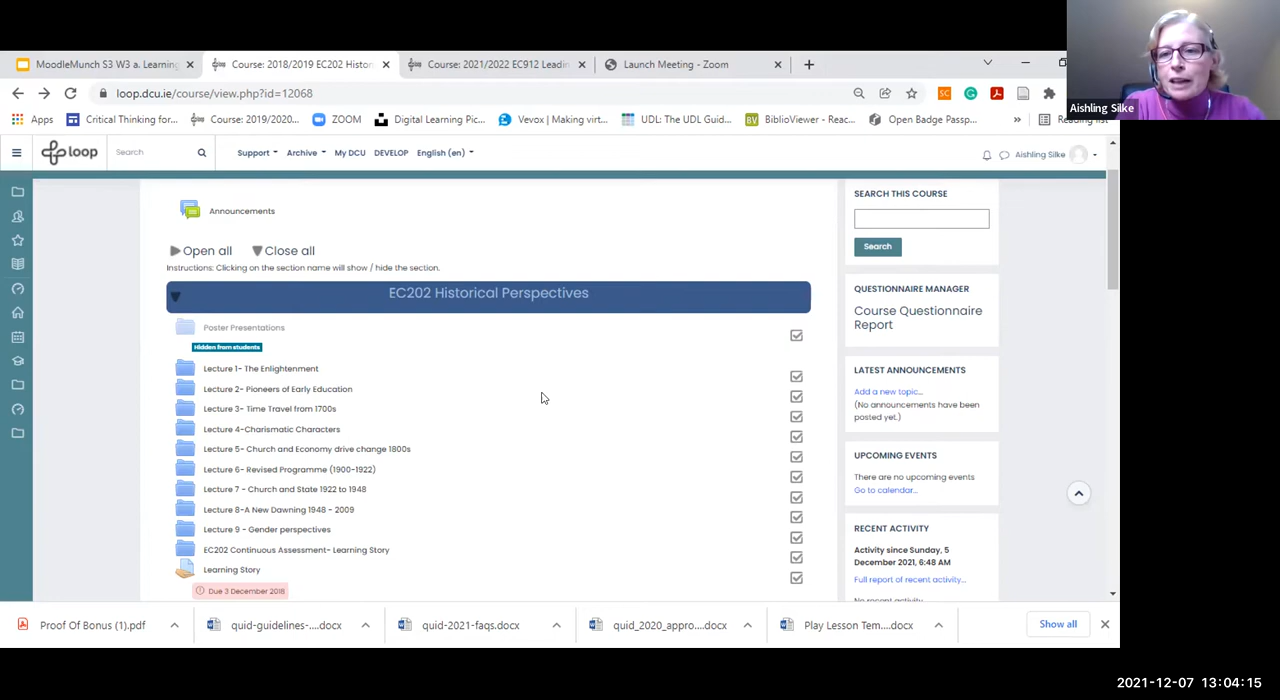 MoodleMunch S3 W3 a. Learning
Course: 2018/2019 EC202 Histor
Course: 2021/2022 EC912 Leadin
Launch Meeting - Zoom
loop.dcu.ie/course/view.php?id=12068
Aishling Silke
Apps
Critical Thinking for...
Course: 2019/2020...
ZOOM
Digital Learning Pic...
Vevox | Making virt...
UDL: The UDL Guid...
BiblioViewer - Reac...
Open Badge Passp...
»
Reading list
loop
Search
Support
Archive
My DCU
DEVELOP
English (en)
Aishling Silke
Announcements
Open all
Close all
Instructions: Clicking on the section name will show / hide the section.
EC202 Historical Perspectives
Poster Presentations
Hidden from students
Lecture 1- The Enlightenment
Lecture 2- Pioneers of Early Education
Lecture 3- Time Travel from 1700s
Lecture 4-Charismatic Characters
Lecture 5- Church and Economy drive change 1800s
Lecture 6- Revised Programme (1900-1922)
Lecture 7 - Church and State 1922 to 1948
Lecture 8-A New Dawning 1948 - 2009
Lecture 9 - Gender perspectives
EC202 Continuous Assessment- Learning Story
Learning Story
Due 3 December 2018
SEARCH THIS COURSE
Search
QUESTIONNAIRE MANAGER
Course Questionnaire
Report
LATEST ANNOUNCEMENTS
Add a new topic...
(No announcements have been
posted yet.)
UPCOMING EVENTS
There are no upcoming events
Go to calendar...
RECENT ACTIVITY
Activity since Sunday, 5
December 2021, 6:48 AM
Full report of recent activity...
No recent activity
Proof Of Bonus (1).pdf
quid-guidelines-....docx
quid-2021-faqs.docx
quid_2020_appro....docx
Play Lesson Tem....docx
Show all
2021-12-07 13:04:15